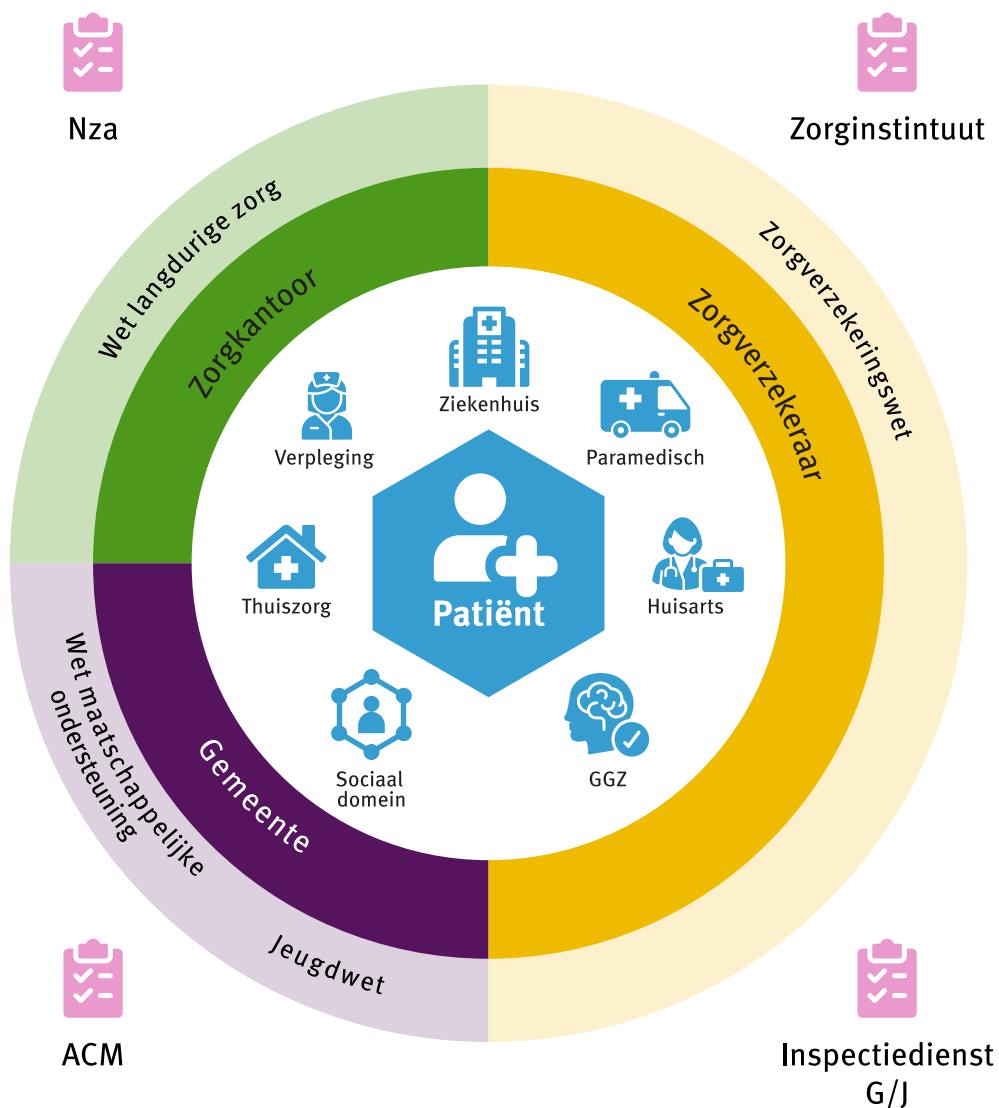 Nza
Zorginstintuut
Wet langdurige zorg
Zorgkantoor
Zorgverzekeraar
Zorgverzekeringswet
Ziekenhuis
Verpleging
Paramedisch
Thuiszorg
Patiënt
Huisarts
Sociaal
domein
GGZ
Gemeente
Wet maatschappelijke
ondersteuning
Jeugdwet
ACM
Inspectiedienst
G/J